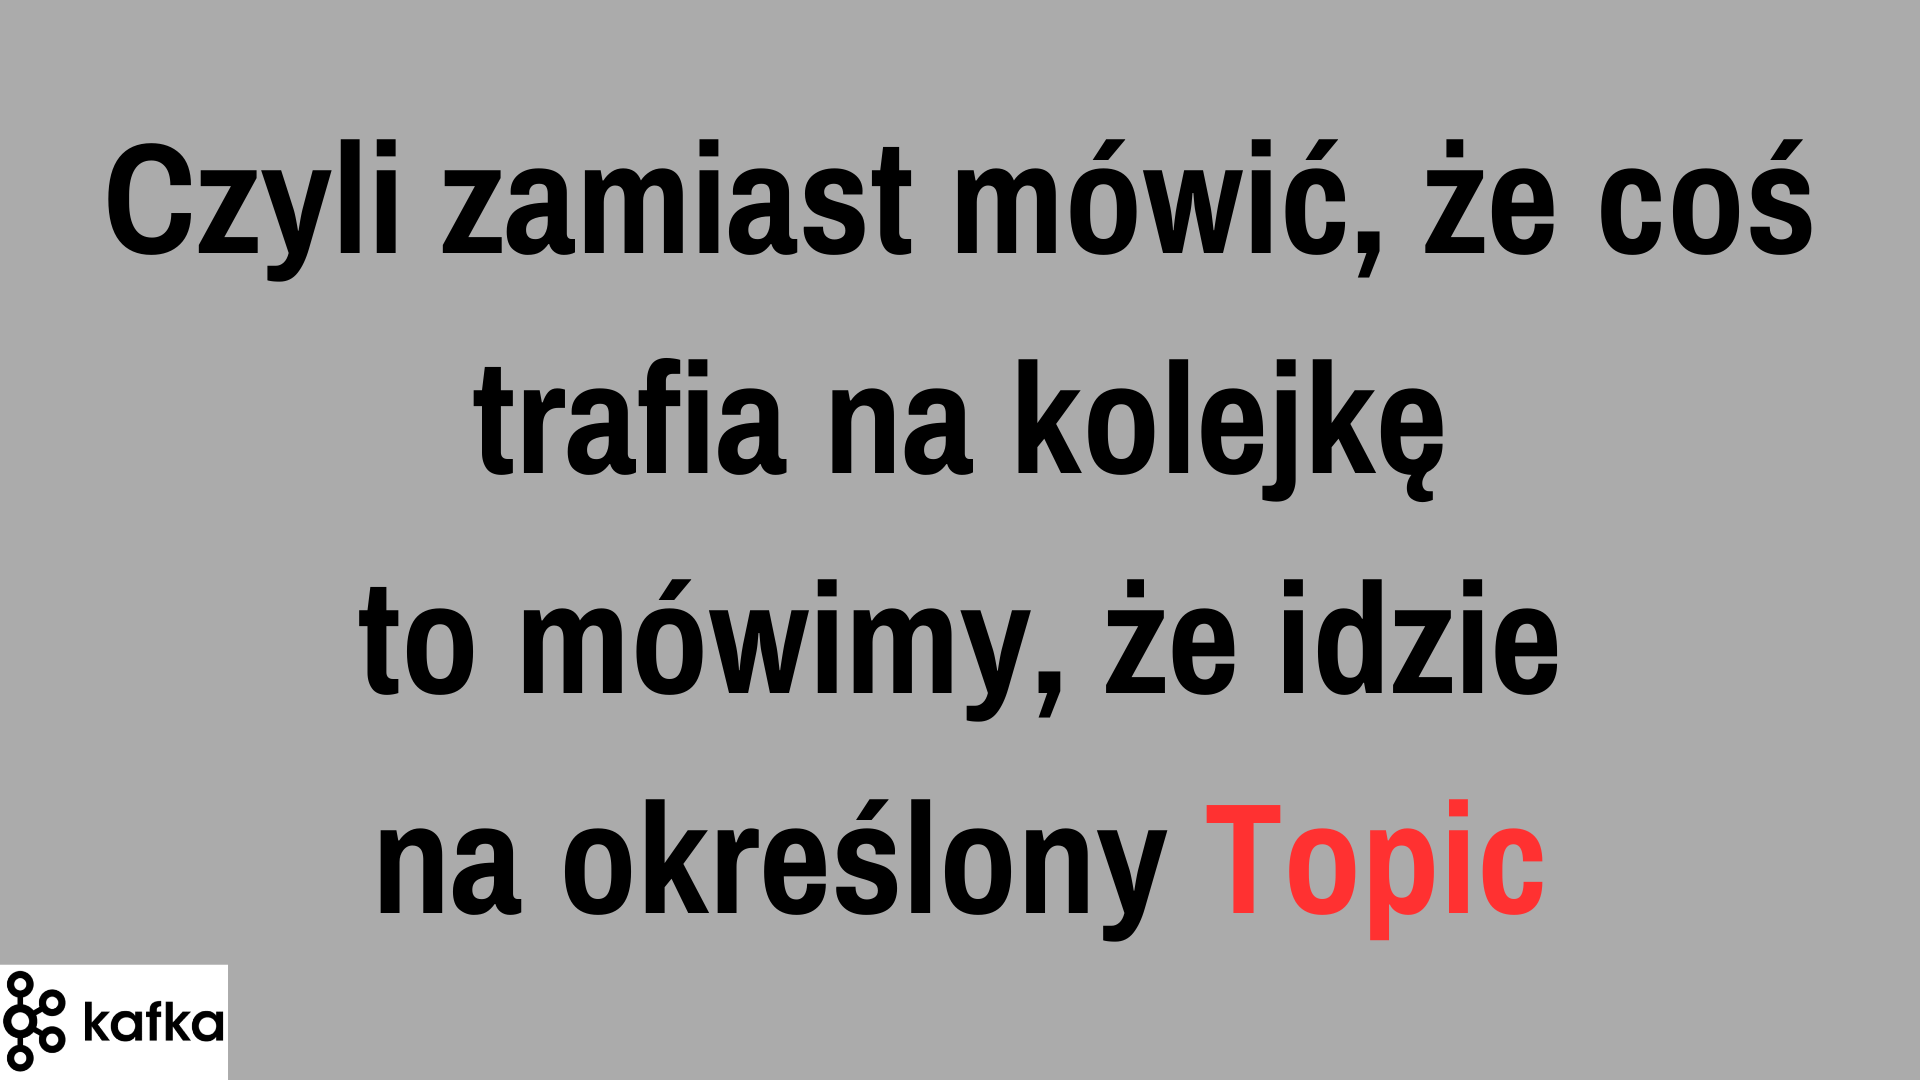 Czyli zamiast mówić, że coś
trafia na kolejkę
to mówimy, że idzie
na określony Topic
kafka